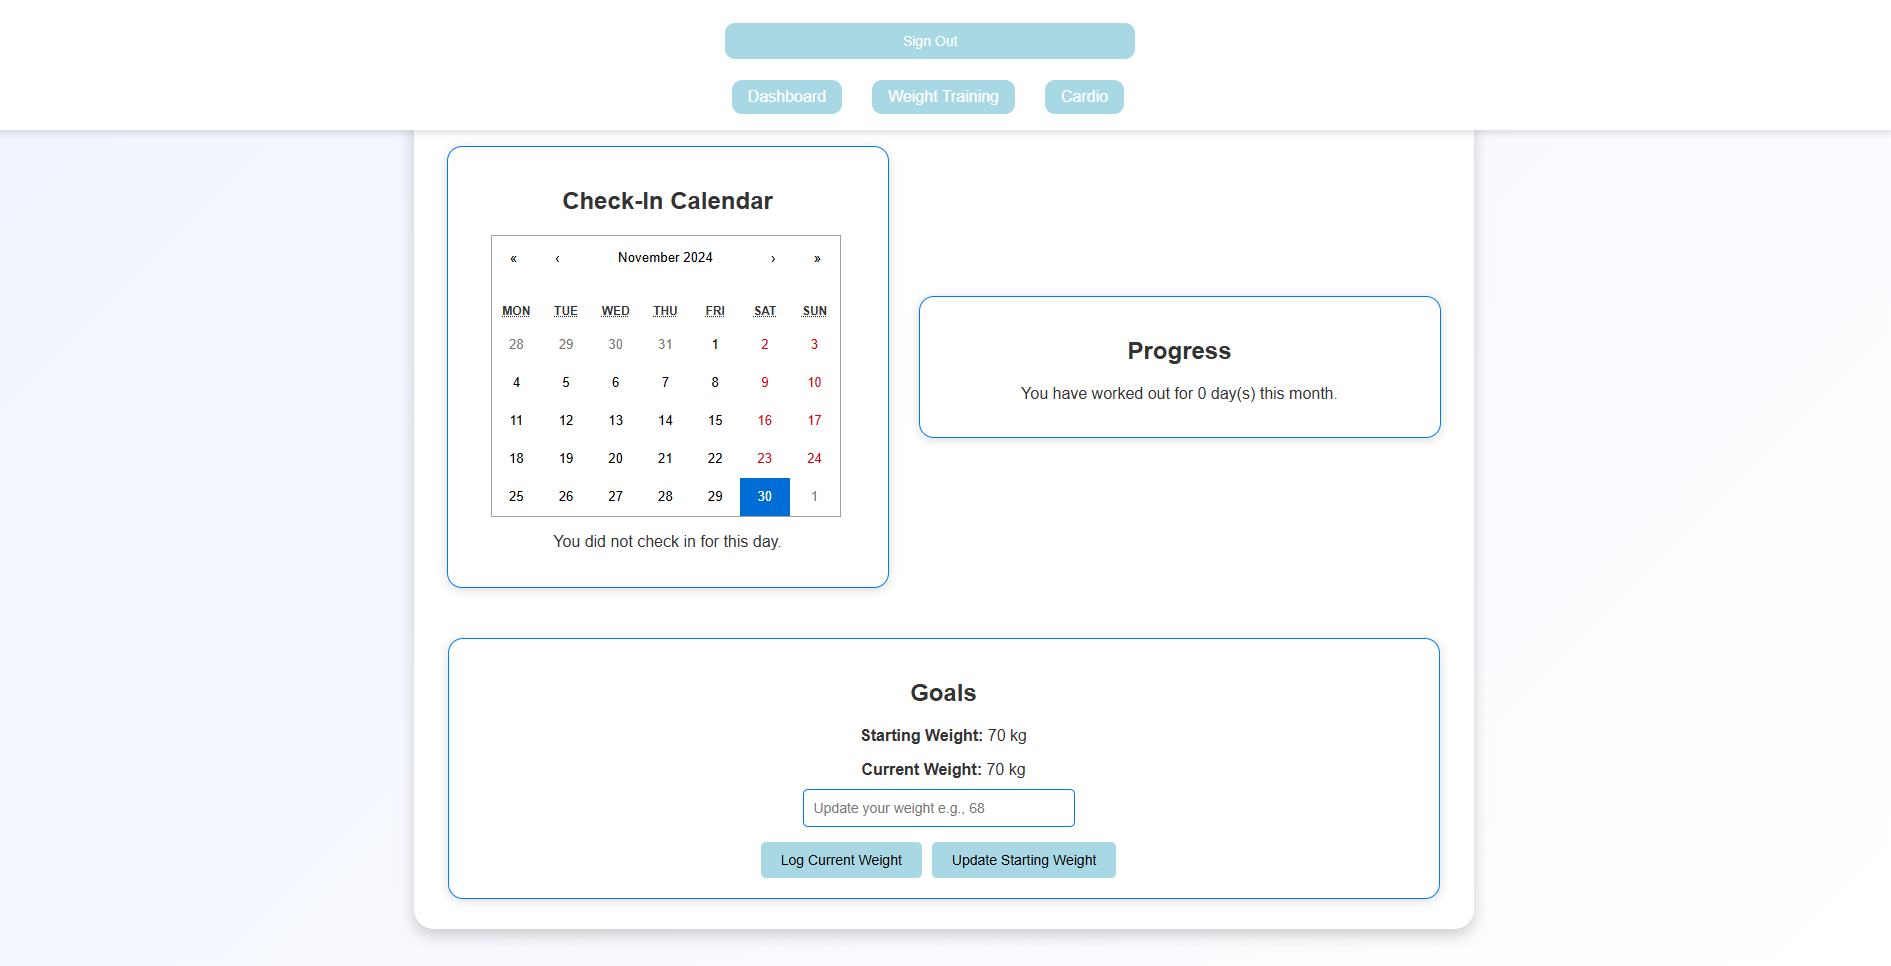 Sign Out
Dashboard Weight Training Cardio
Check-In Calendar
« ‹ November 2024 › »
MON TUE WED THU FRI SAT SUN
28 29 30 31 1 2 3
4 5 6 7 8 9 10
11 12 13 14 15 16 17
18 19 20 21 22 23 24
25 26 27 28 29 30 1
You did not check in for this day.
Progress
You have worked out for 0 day(s) this month.
Goals
Starting Weight: 70 kg
Current Weight: 70 kg
Update your weight e.g., 68
Log Current Weight Update Starting Weight